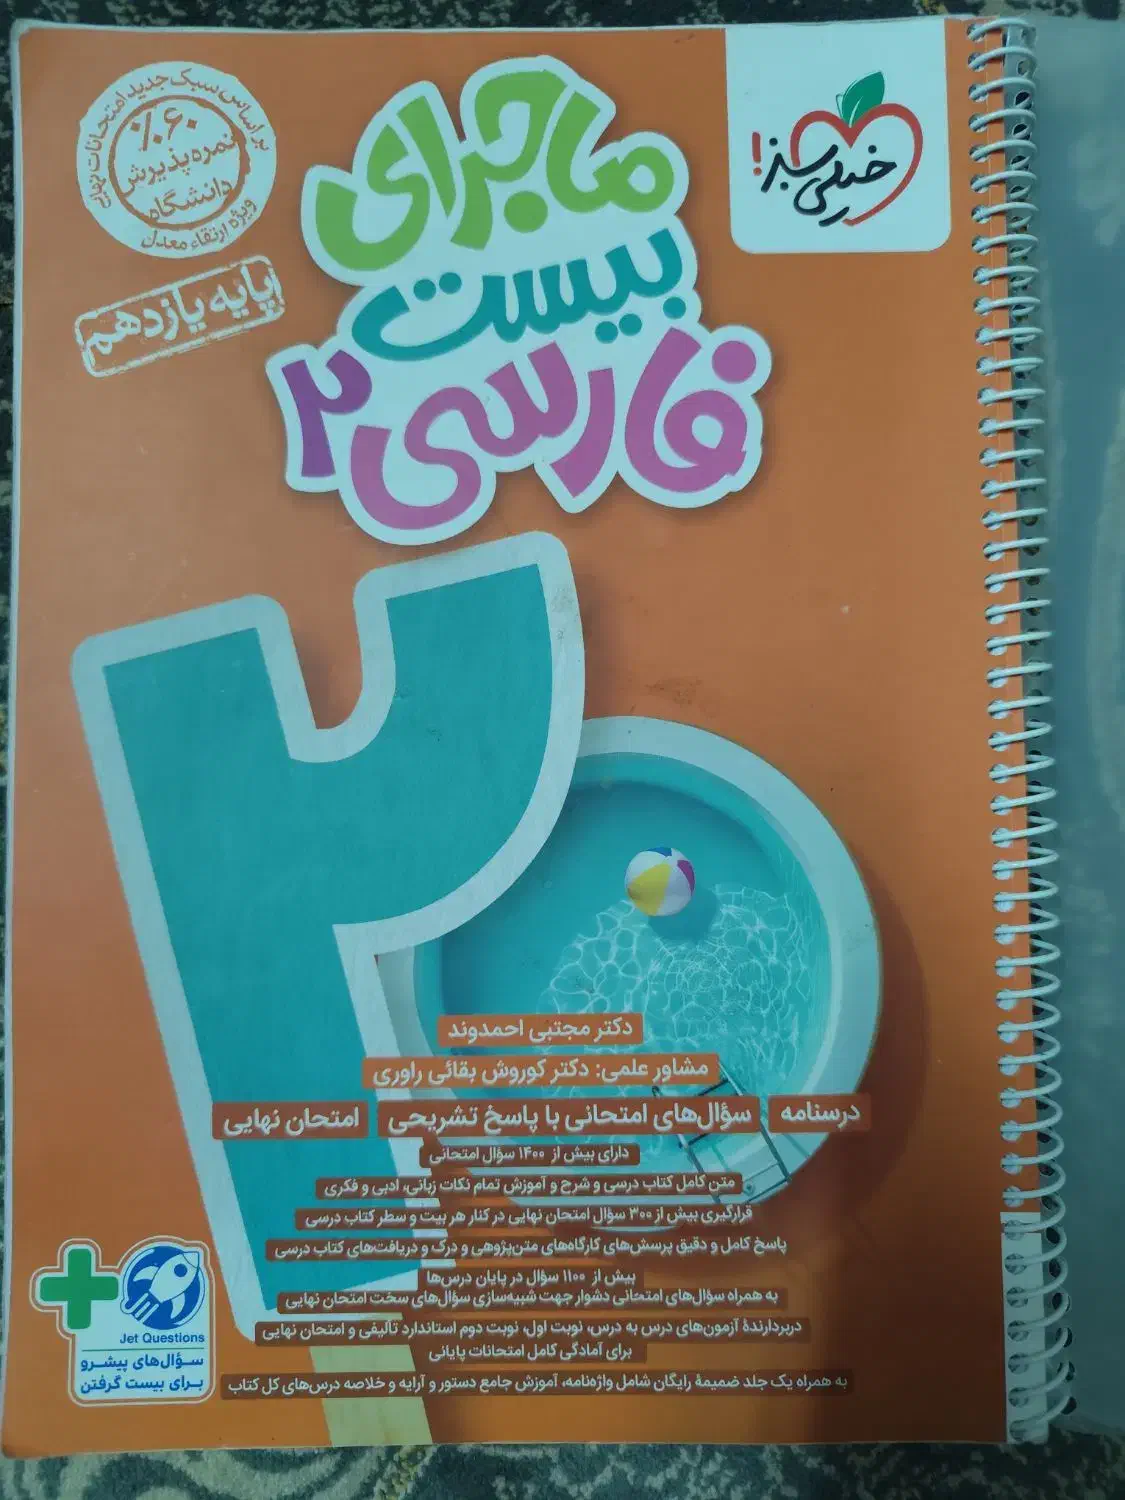 خیلی سبز!
ماجرای
بیست
فارسی ۲
بر اساس سبک جدید امتحانات نهایی
۶۰٪
نمره پذیرش
دانشگاه
ویژه ارتقاء معدل
پایه یازدهم
دکتر مجتبی احمدوند
مشاور علمی: دکتر کوروش بقائی راوری
درسنامه سؤال‌های امتحانی با پاسخ تشریحی امتحان نهایی
دارای بیش از ۱۴۰۰ سؤال امتحانی
متن کامل کتاب درسی و شرح و آموزش تمام نکات زبانی، ادبی و فکری
قرارگیری بیش از ۳۰۰ سؤال امتحان نهایی در کنار هر بیت و سطر کتاب درسی
پاسخ کامل و دقیق پرسش‌های کارگاه‌های متن‌پژوهی و درک و دریافت‌های کتاب درسی
بیش از ۱۱۰۰ سؤال در پایان درس‌ها
به همراه سؤال‌های امتحانی دشوار جهت شبیه‌سازی سؤال‌های سخت امتحان نهایی
دربردارندهٔ آزمون‌های درس به درس، نوبت اول، نوبت دوم استاندارد تألیفی و امتحان نهایی
برای آمادگی کامل امتحانات پایانی
به همراه یک جلد ضمیمهٔ رایگان شامل واژه‌نامه، آموزش جامع دستور و آرایه و خلاصه درس‌های کل کتاب
Jet Questions
سؤال‌های پیشرو
برای بیست گرفتن